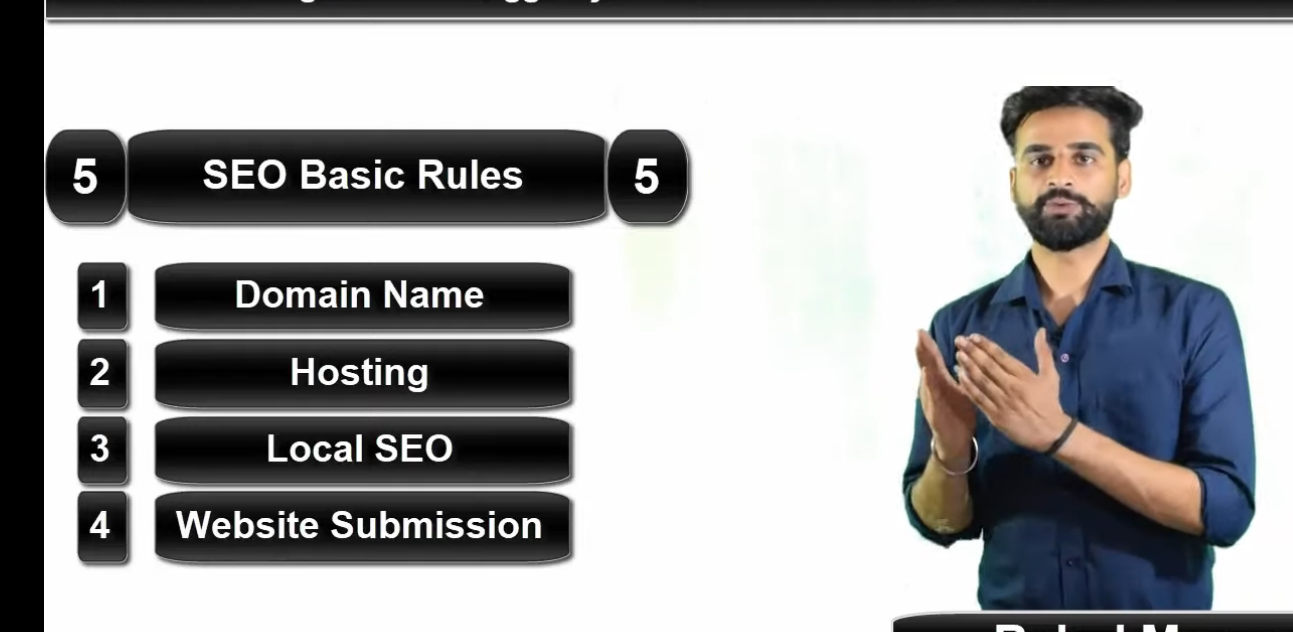 5 SEO Basic Rules 5
1 Domain Name
2 Hosting
3 Local SEO
4 Website Submission